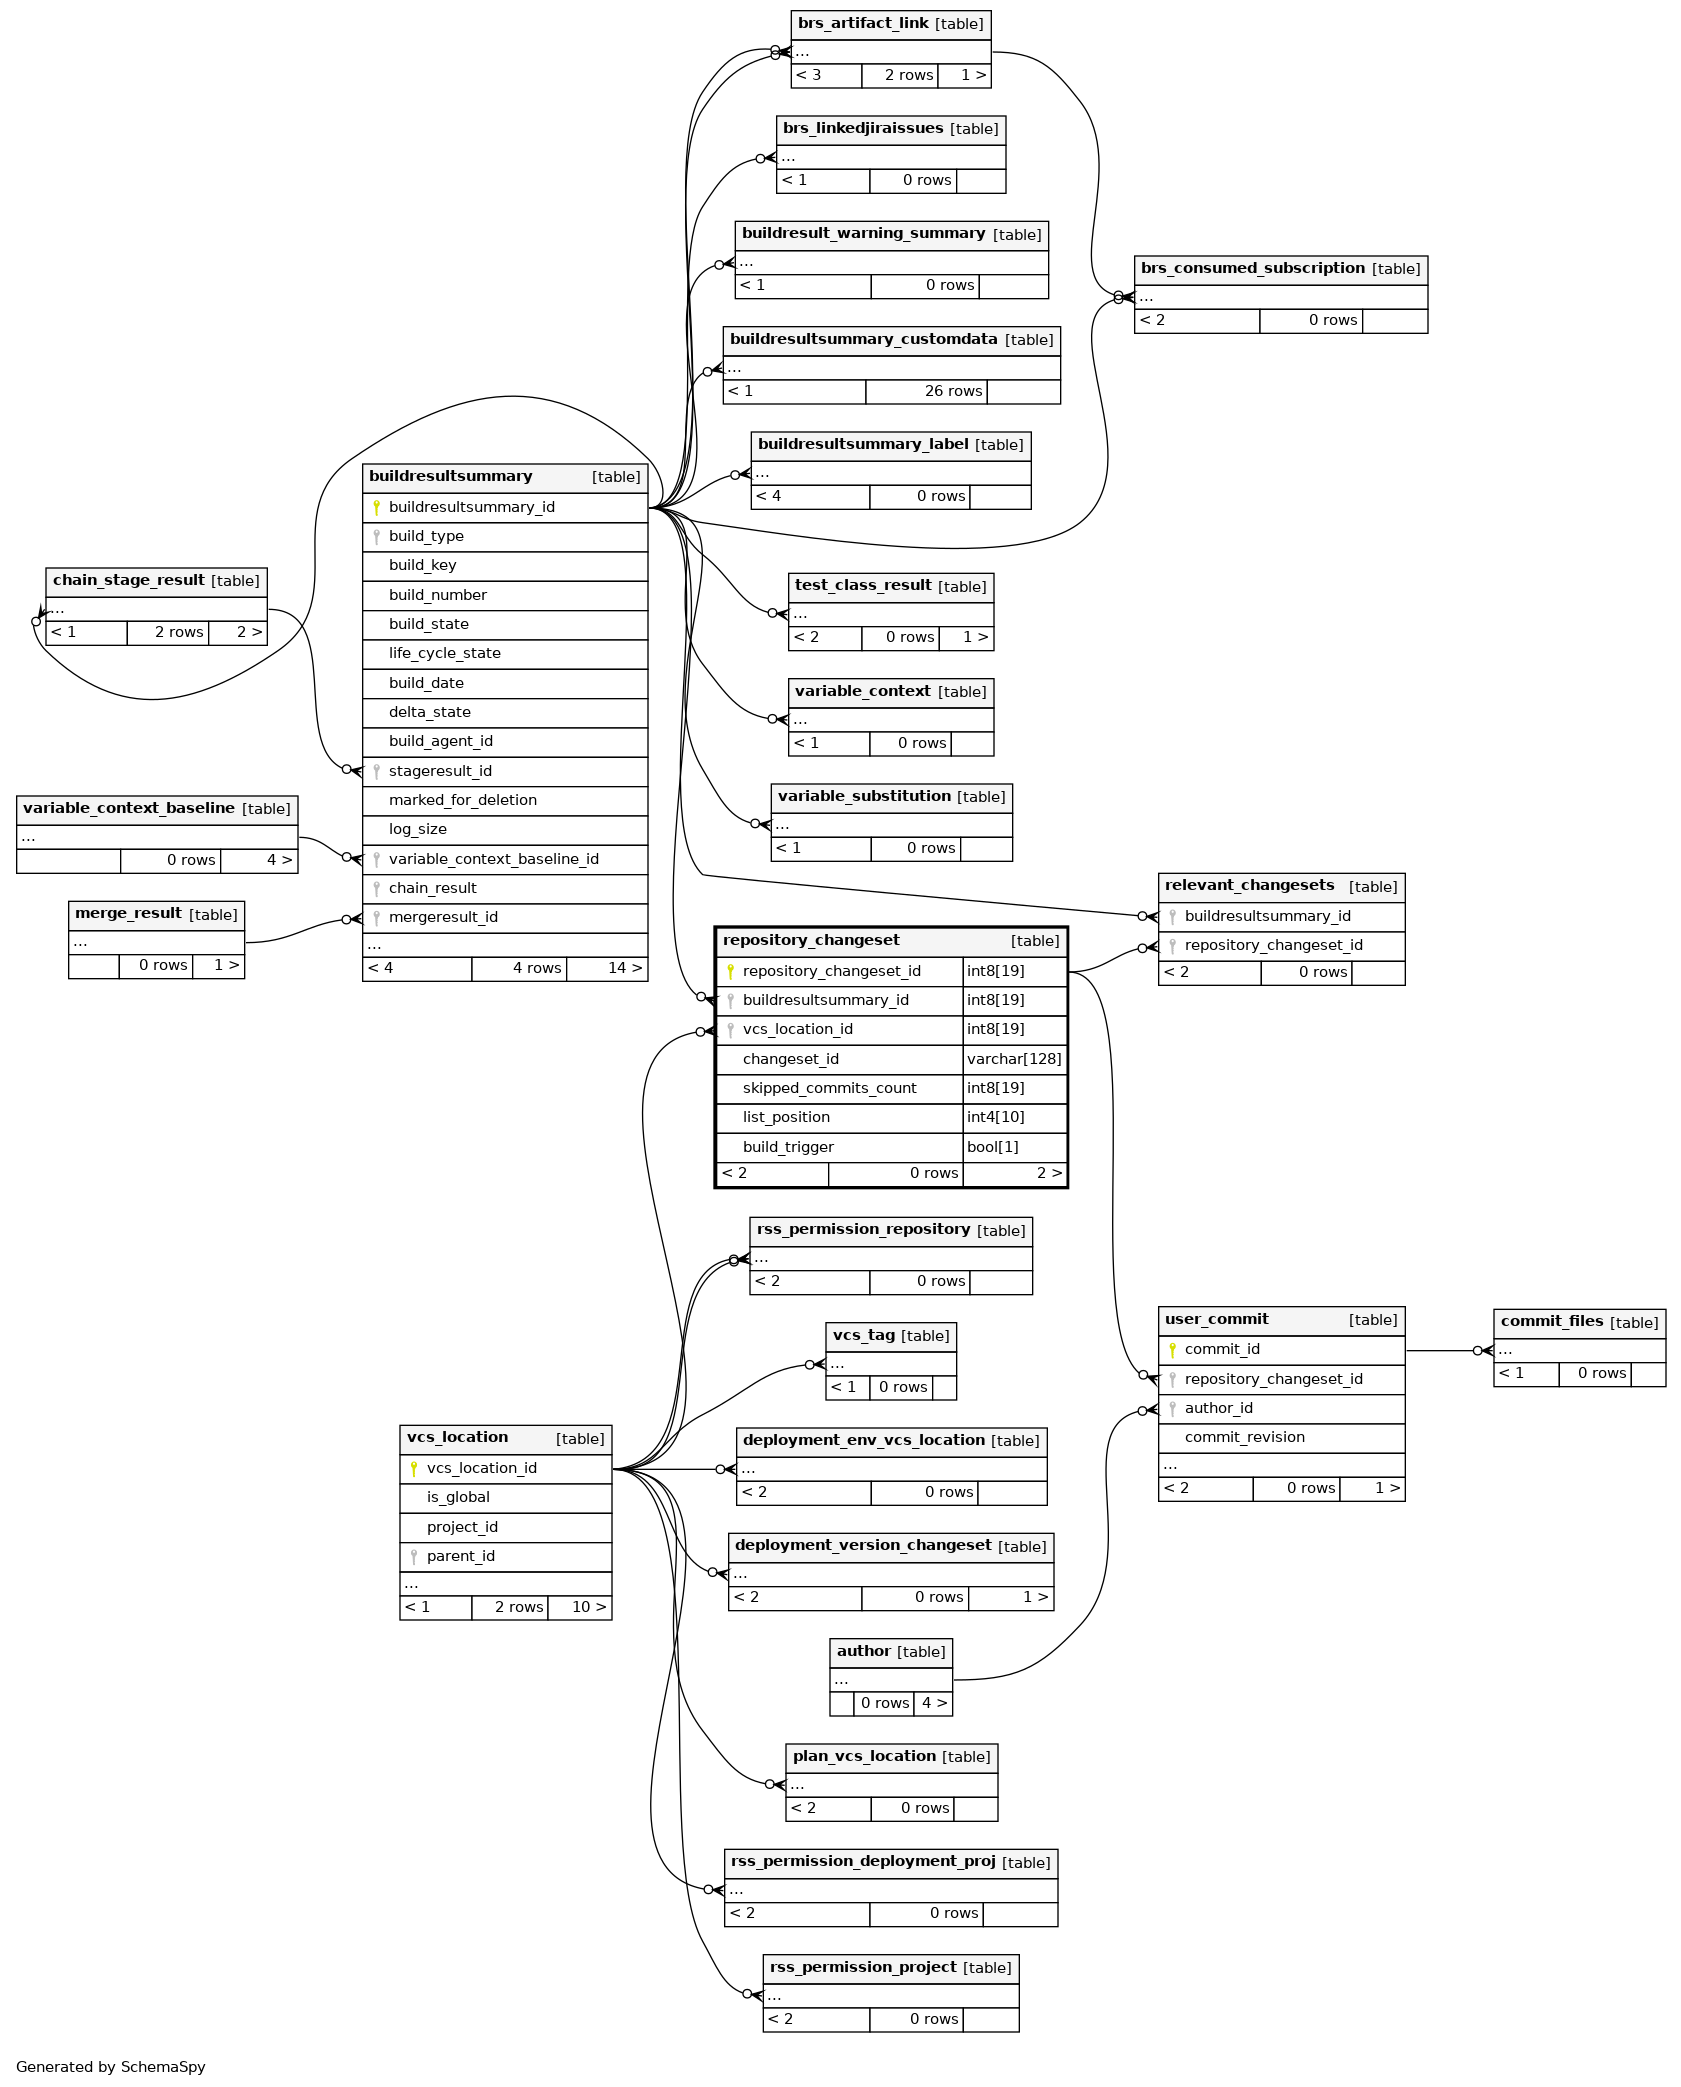 brs_artifact_link [table]
...
< 3 2 rows 1 >
brs_linkedjiraissues [table]
...
< 1 0 rows
buildresult_warning_summary [table]
...
< 1 0 rows
brs_consumed_subscription [table]
...
< 2 0 rows
buildresultsummary_customdata [table]
...
< 1 26 rows
buildresultsummary_label [table]
...
< 4 0 rows
buildresultsummary [table]
buildresultsummary_id
build_type
build_key
build_number
build_state
life_cycle_state
build_date
delta_state
build_agent_id
stageresult_id
marked_for_deletion
log_size
variable_context_baseline_id
chain_result
mergeresult_id
...
< 4 4 rows 14 >
chain_stage_result [table]
...
< 1 2 rows 2 >
variable_context_baseline [table]
...
0 rows 4 >
merge_result [table]
...
0 rows 1 >
test_class_result [table]
...
< 2 0 rows 1 >
variable_context [table]
...
< 1 0 rows
variable_substitution [table]
...
< 1 0 rows
relevant_changesets [table]
buildresultsummary_id
repository_changeset_id
< 2 0 rows
repository_changeset [table]
repository_changeset_id int8[19]
buildresultsummary_id int8[19]
vcs_location_id int8[19]
changeset_id varchar[128]
skipped_commits_count int8[19]
list_position int4[10]
build_trigger bool[1]
< 2 0 rows 2 >
rss_permission_repository [table]
...
< 2 0 rows
vcs_tag [table]
...
< 1 0 rows
user_commit [table]
commit_id
repository_changeset_id
author_id
commit_revision
...
< 2 0 rows 1 >
commit_files [table]
...
< 1 0 rows
vcs_location [table]
vcs_location_id
is_global
project_id
parent_id
...
< 1 2 rows 10 >
deployment_env_vcs_location [table]
...
< 2 0 rows
deployment_version_changeset [table]
...
< 2 0 rows 1 >
author [table]
...
0 rows 4 >
plan_vcs_location [table]
...
< 2 0 rows
rss_permission_deployment_proj [table]
...
< 2 0 rows
rss_permission_project [table]
...
< 2 0 rows
Generated by SchemaSpy